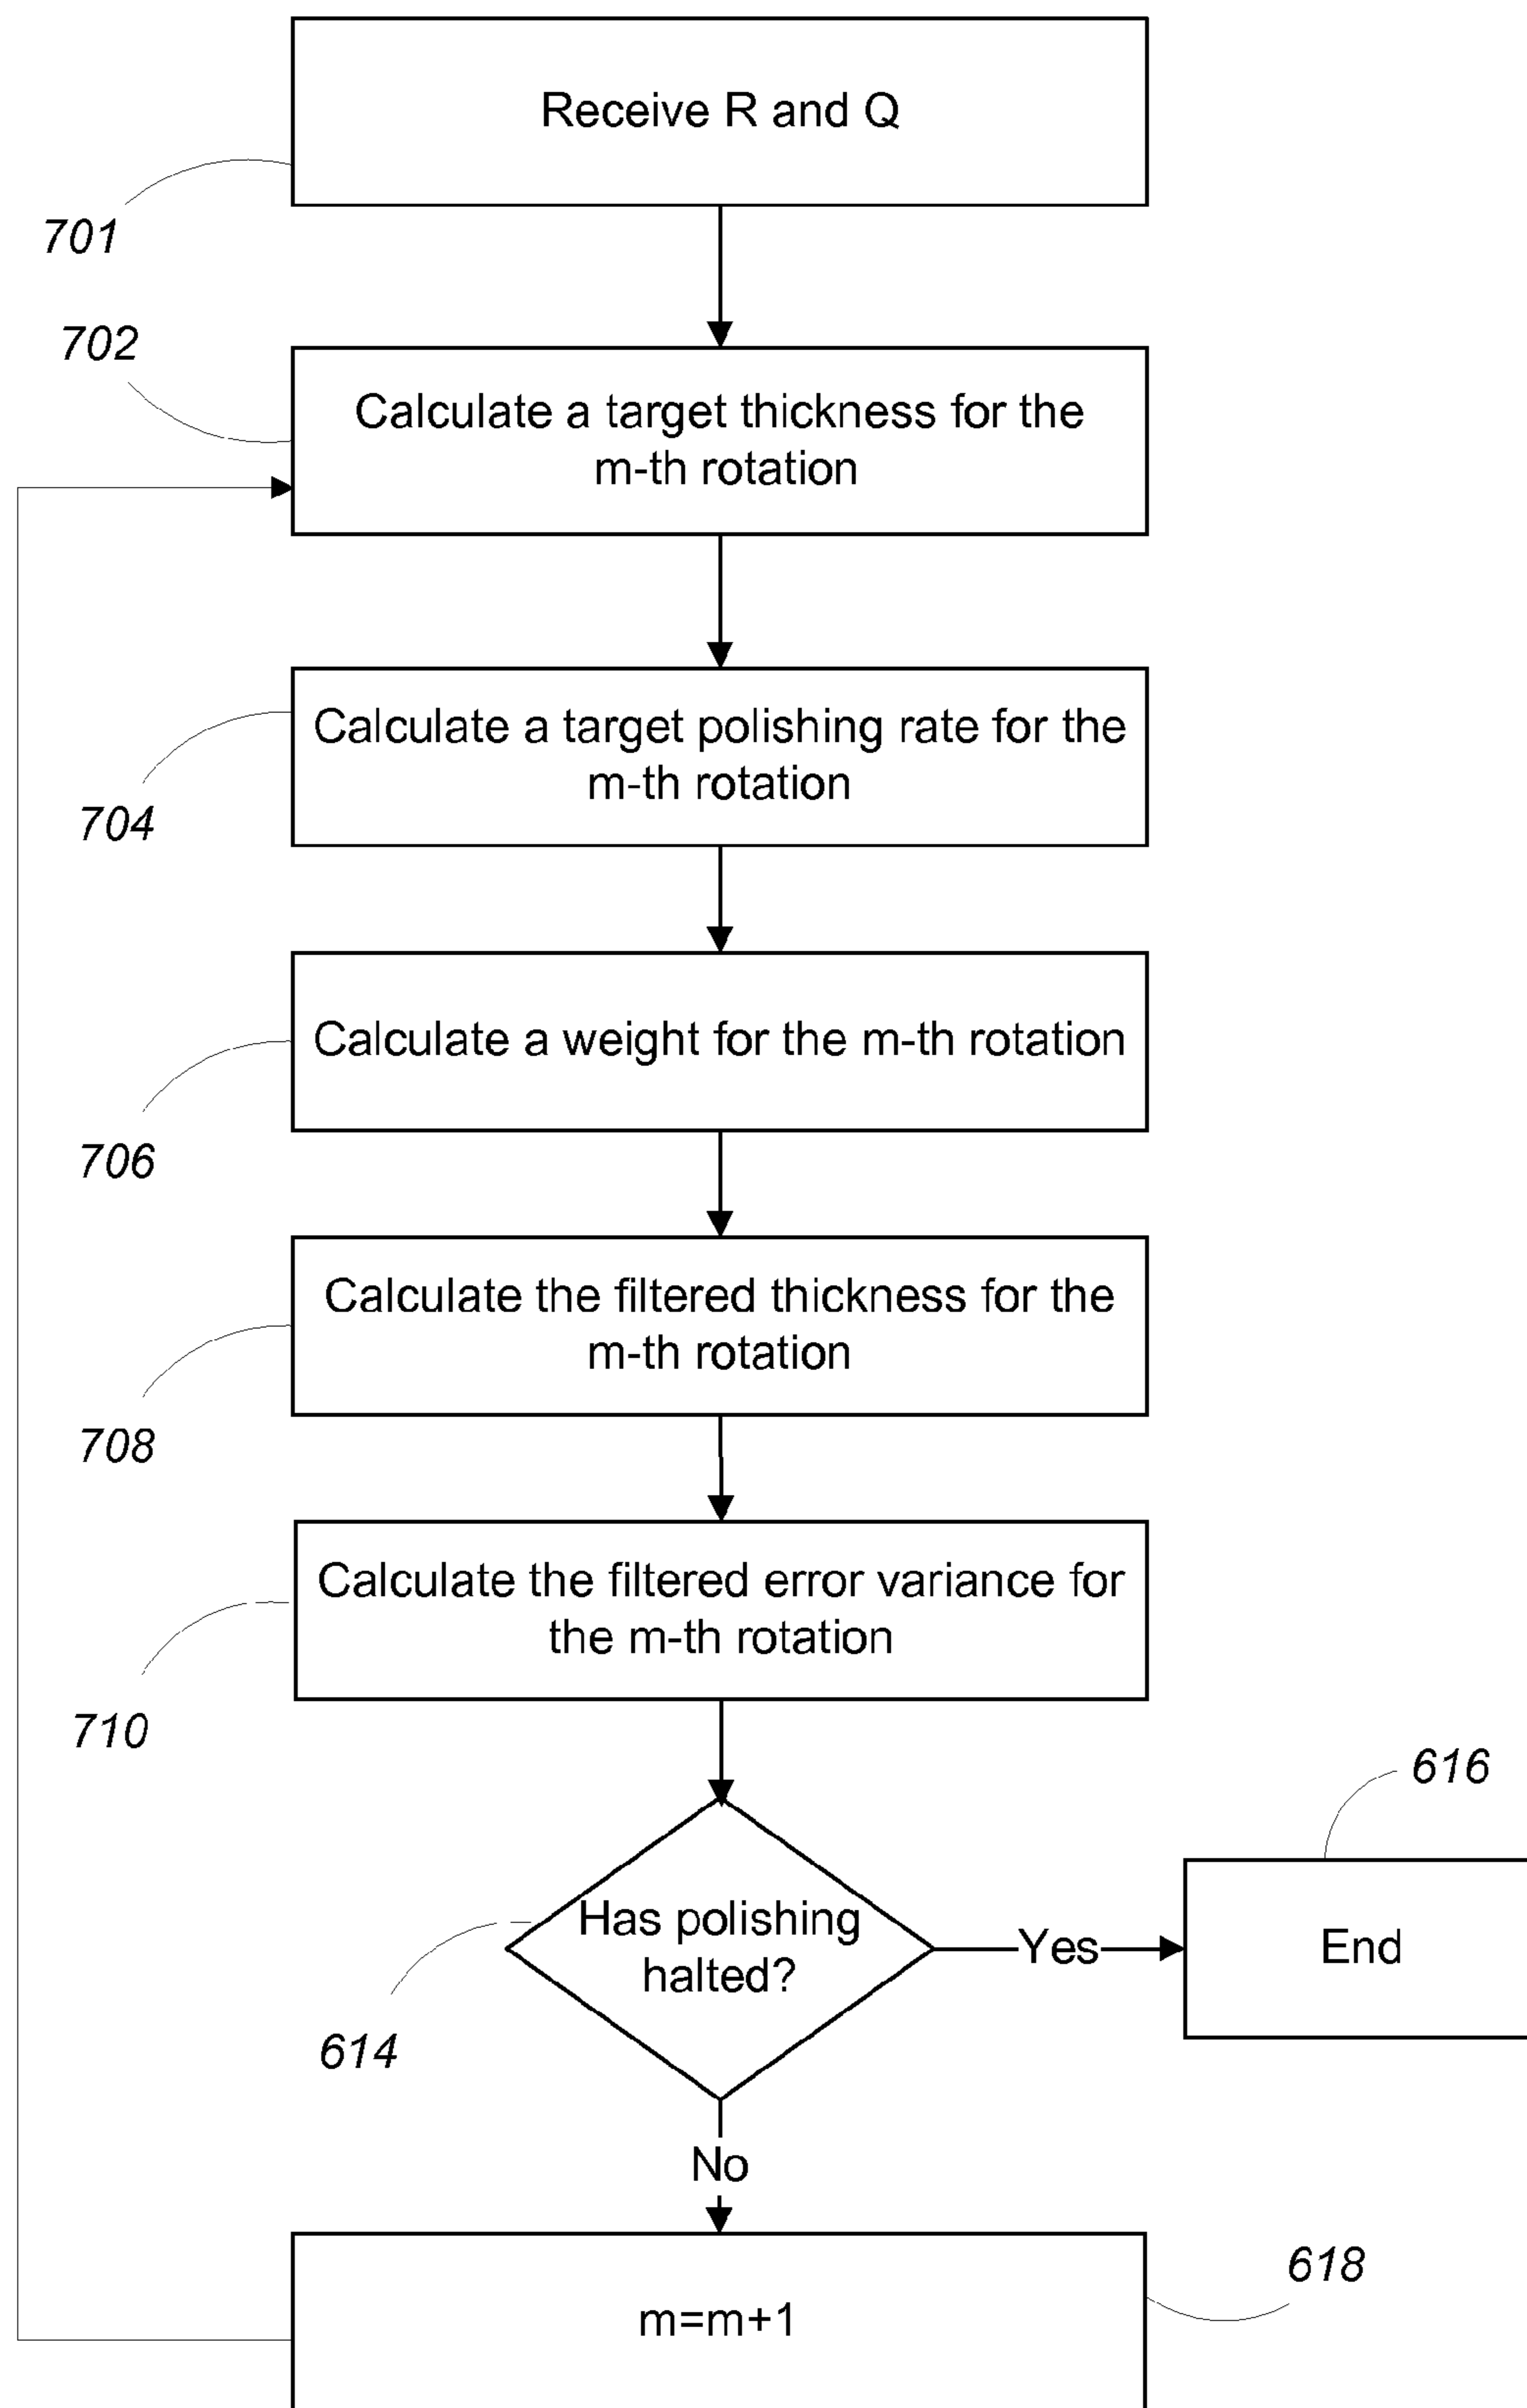 Receive R and Q
701
702
Calculate a target thickness for the
m-th rotation
Calculate a target polishing rate for the
m-th rotation
704
Calculate a weight for the m-th rotation
706
Calculate the filtered thickness for the
m-th rotation
708
Calculate the filtered error variance for
the m-th rotation
710
616
Has polishing
halted?
Yes
End
614
No
618
m=m+1